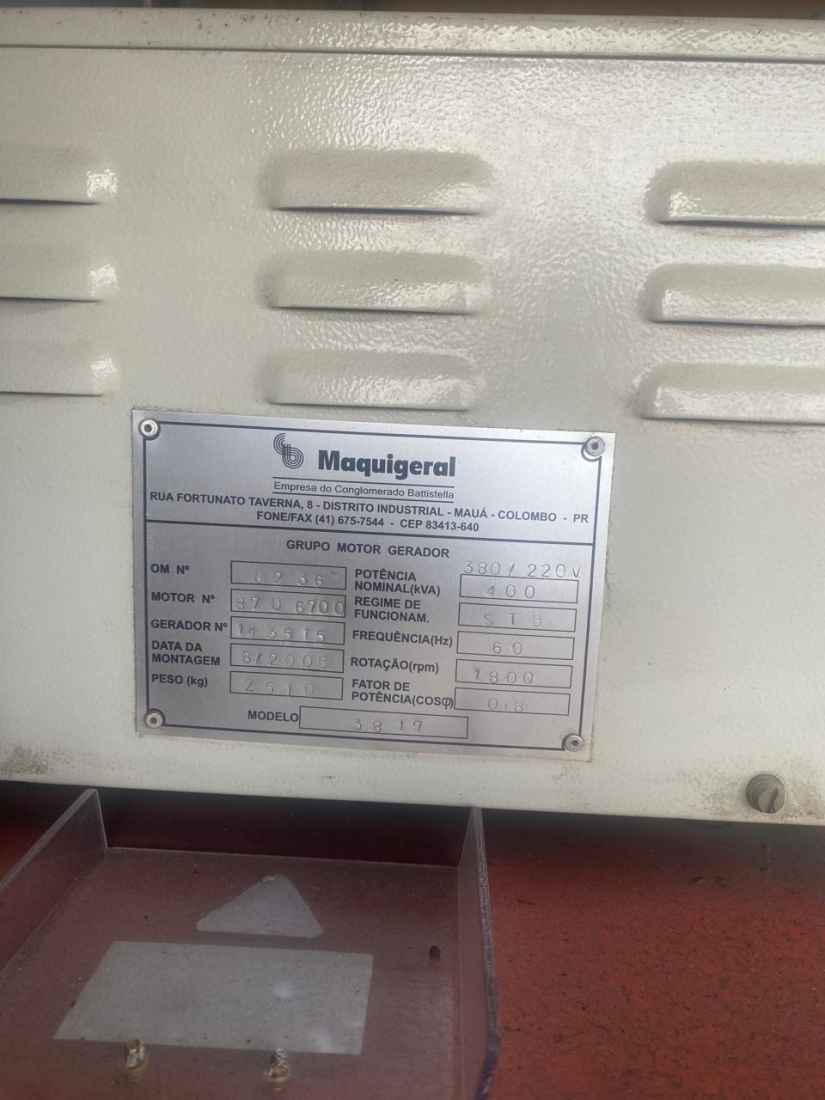 Maquigeral
Empresa do Conglomerado Battistella
RUA FORTUNATO TAVERNA, 8 - DISTRITO INDUSTRIAL - MAUÁ - COLOMBO - PR
FONE/FAX (41) 675-7544 - CEP 83413-640
GRUPO MOTOR GERADOR
OM Nº
MOTOR Nº
GERADOR Nº
DATA DA
MONTAGEM
PESO (kg) 2510
380/220V
POTÊNCIA
NOMINAL(kVA) 400
REGIME DE
FUNCIONAM. STB
FREQUÊNCIA(Hz) 60
ROTAÇÃO(rpm) 1800
FATOR DE
POTÊNCIA(COSφ) 0.8
MODELO 3817